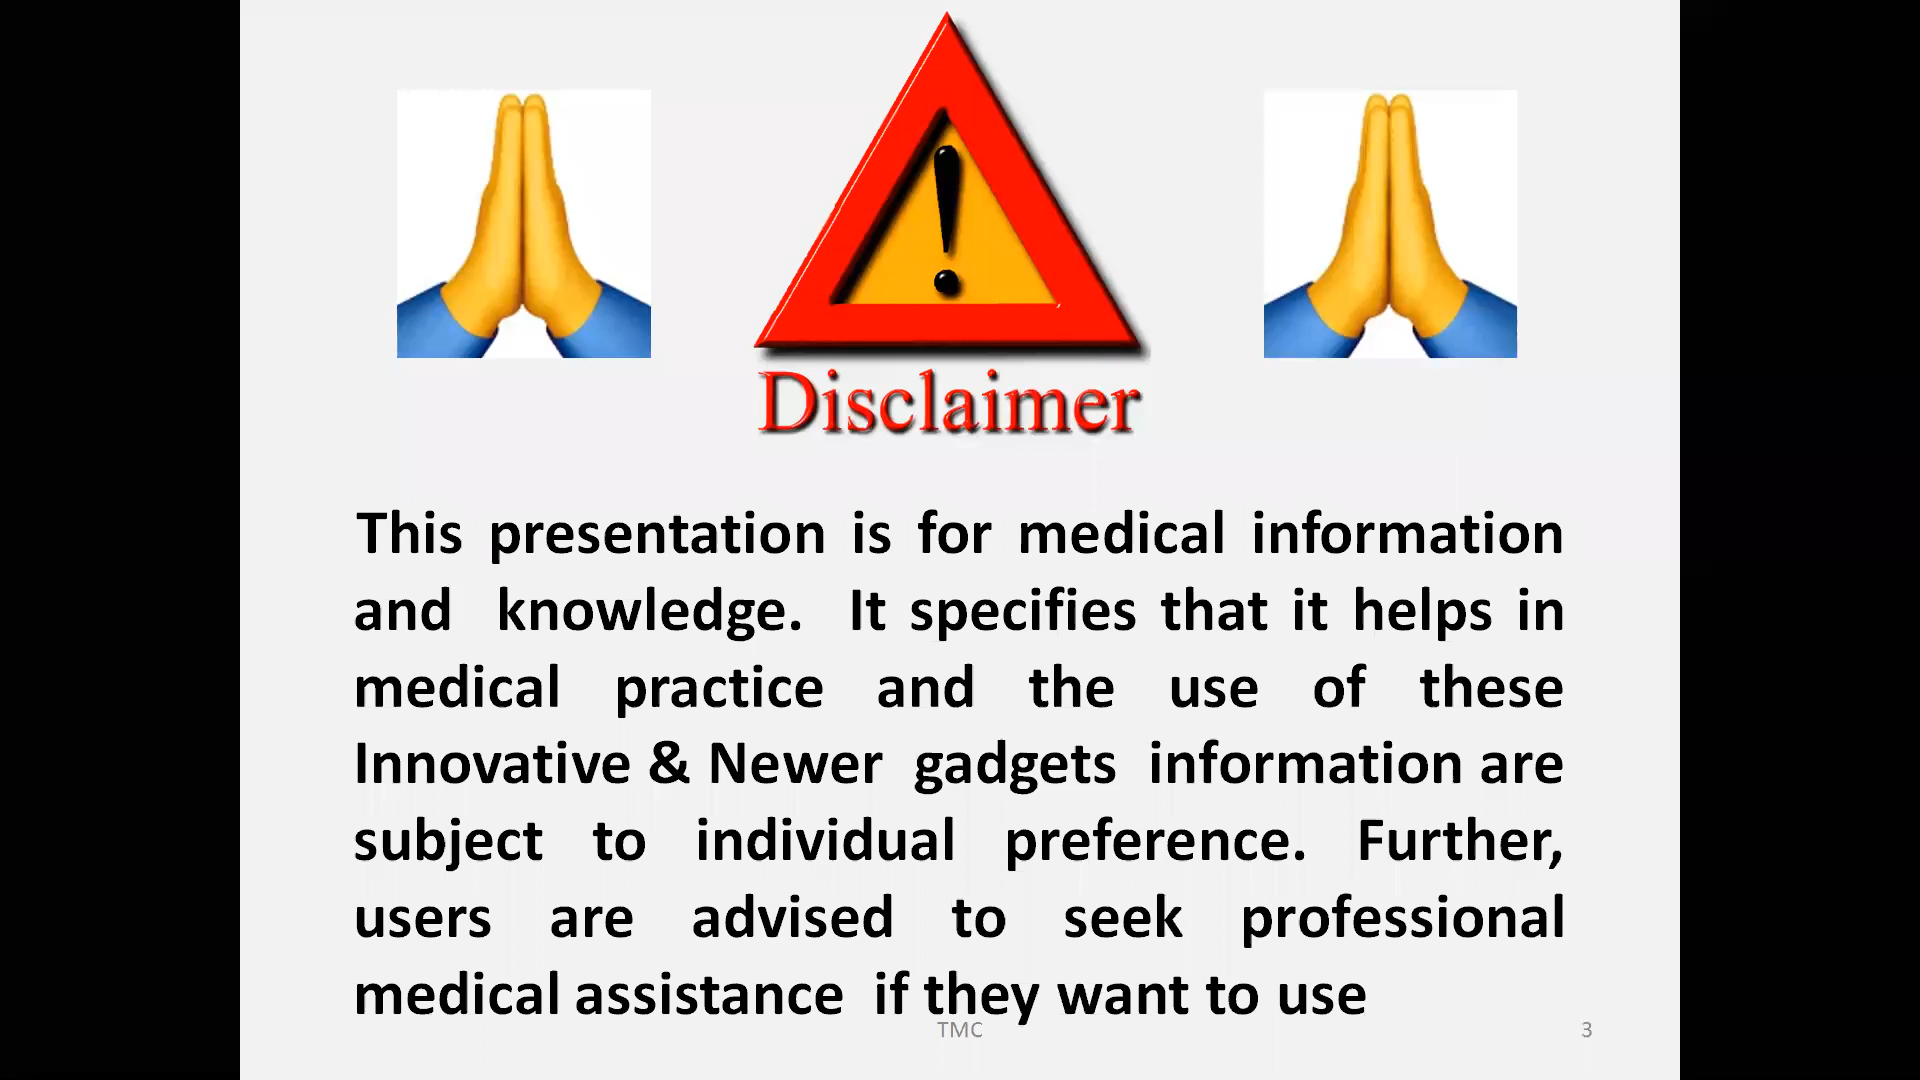 Disclaimer
This presentation is for medical information
and knowledge. It specifies that it helps in
medical practice and the use of these
Innovative & Newer gadgets information are
subject to individual preference. Further,
users are advised to seek professional
medical assistance if they want to use
TMC
3